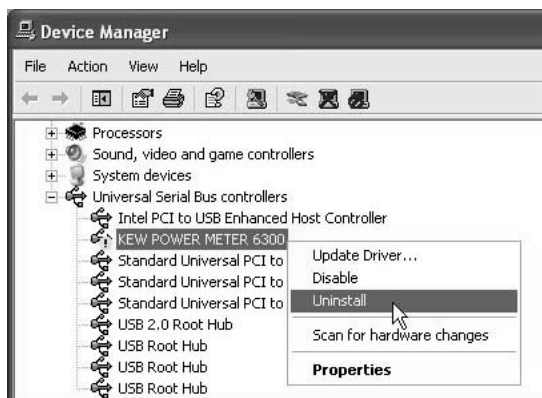 Device Manager
File Action View Help
Processors
Sound, video and game controllers
System devices
Universal Serial Bus controllers
Intel PCI to USB Enhanced Host Controller
KEW POWER METER 6300
Standard Universal PCI to
Standard Universal PCI to
Standard Universal PCI to
USB 2.0 Root Hub
USB Root Hub
USB Root Hub
USB Root Hub
Update Driver...
Disable
Uninstall
Scan for hardware changes
Properties